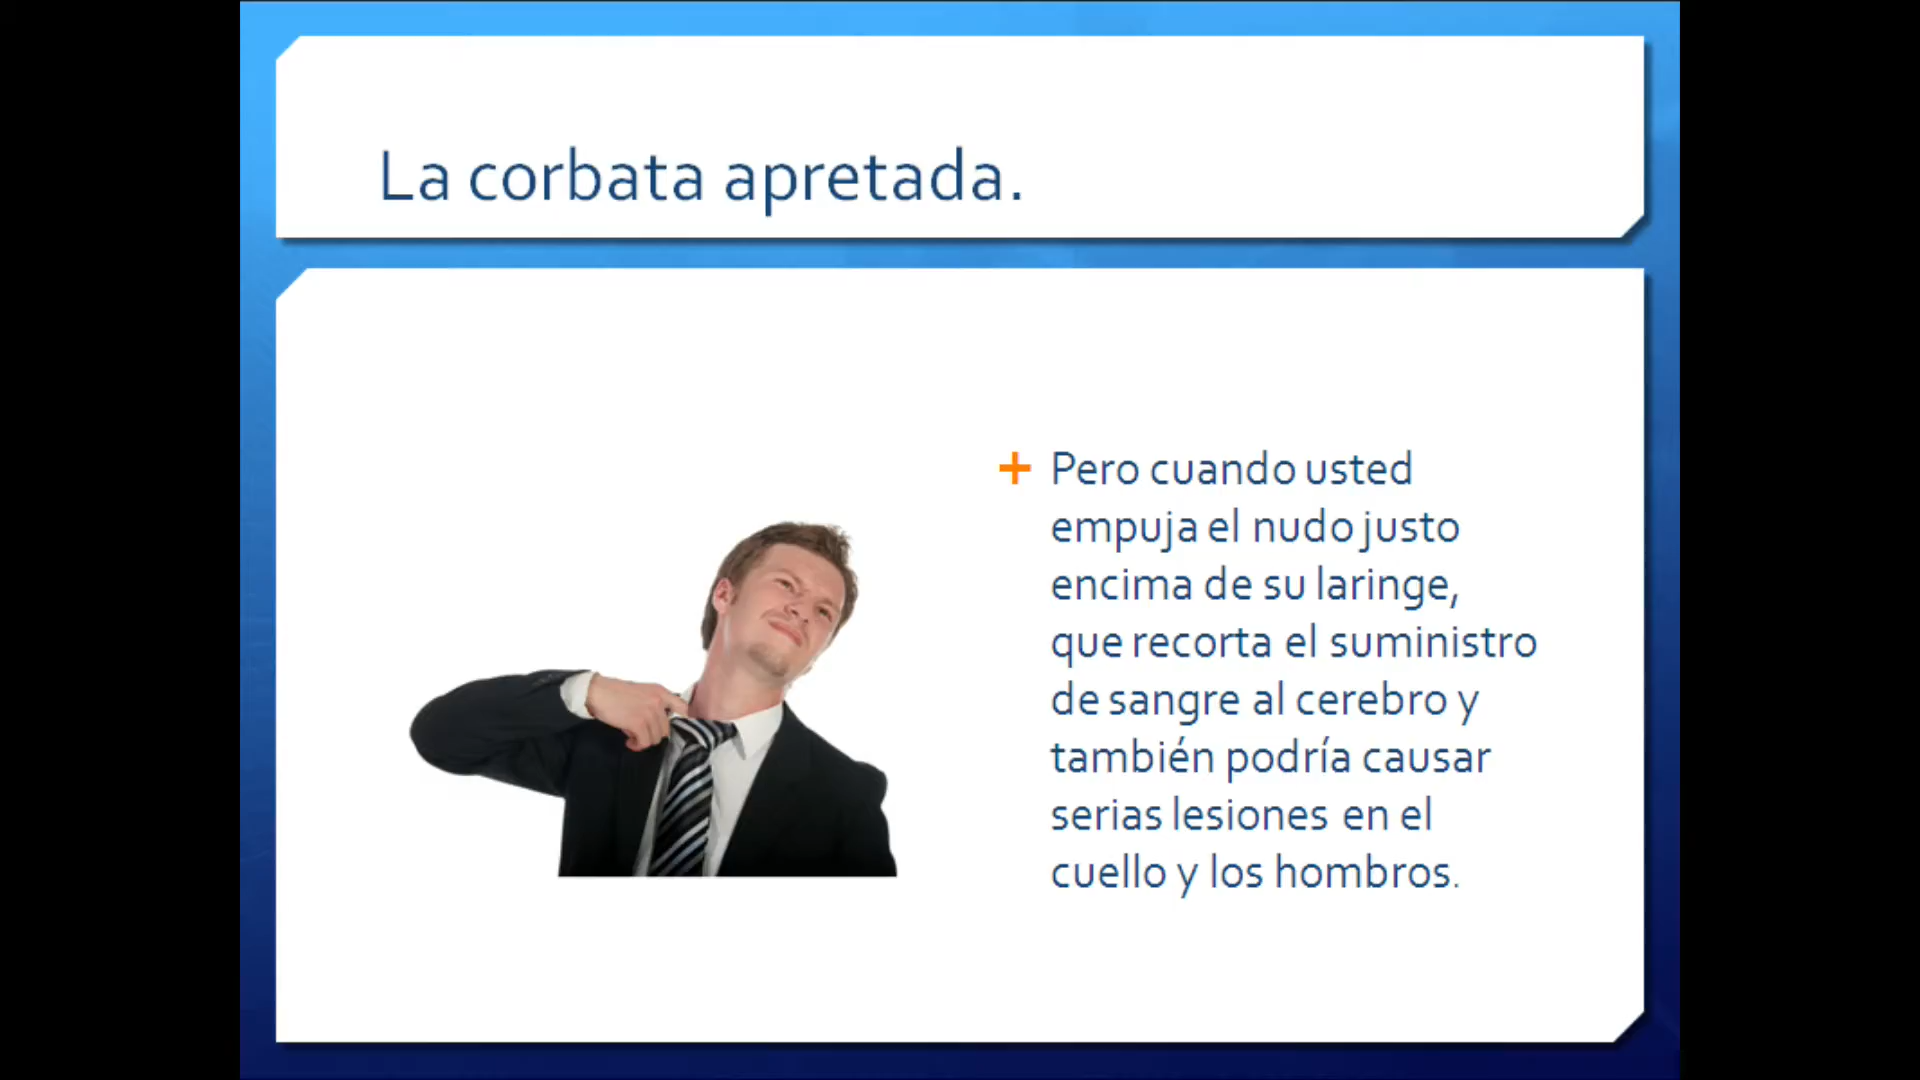 La corbata apretada.
Pero cuando usted
empuja el nudo justo
encima de su laringe,
que recorta el suministro
de sangre al cerebro y
también podría causar
serias lesiones en el
cuello y los hombros.